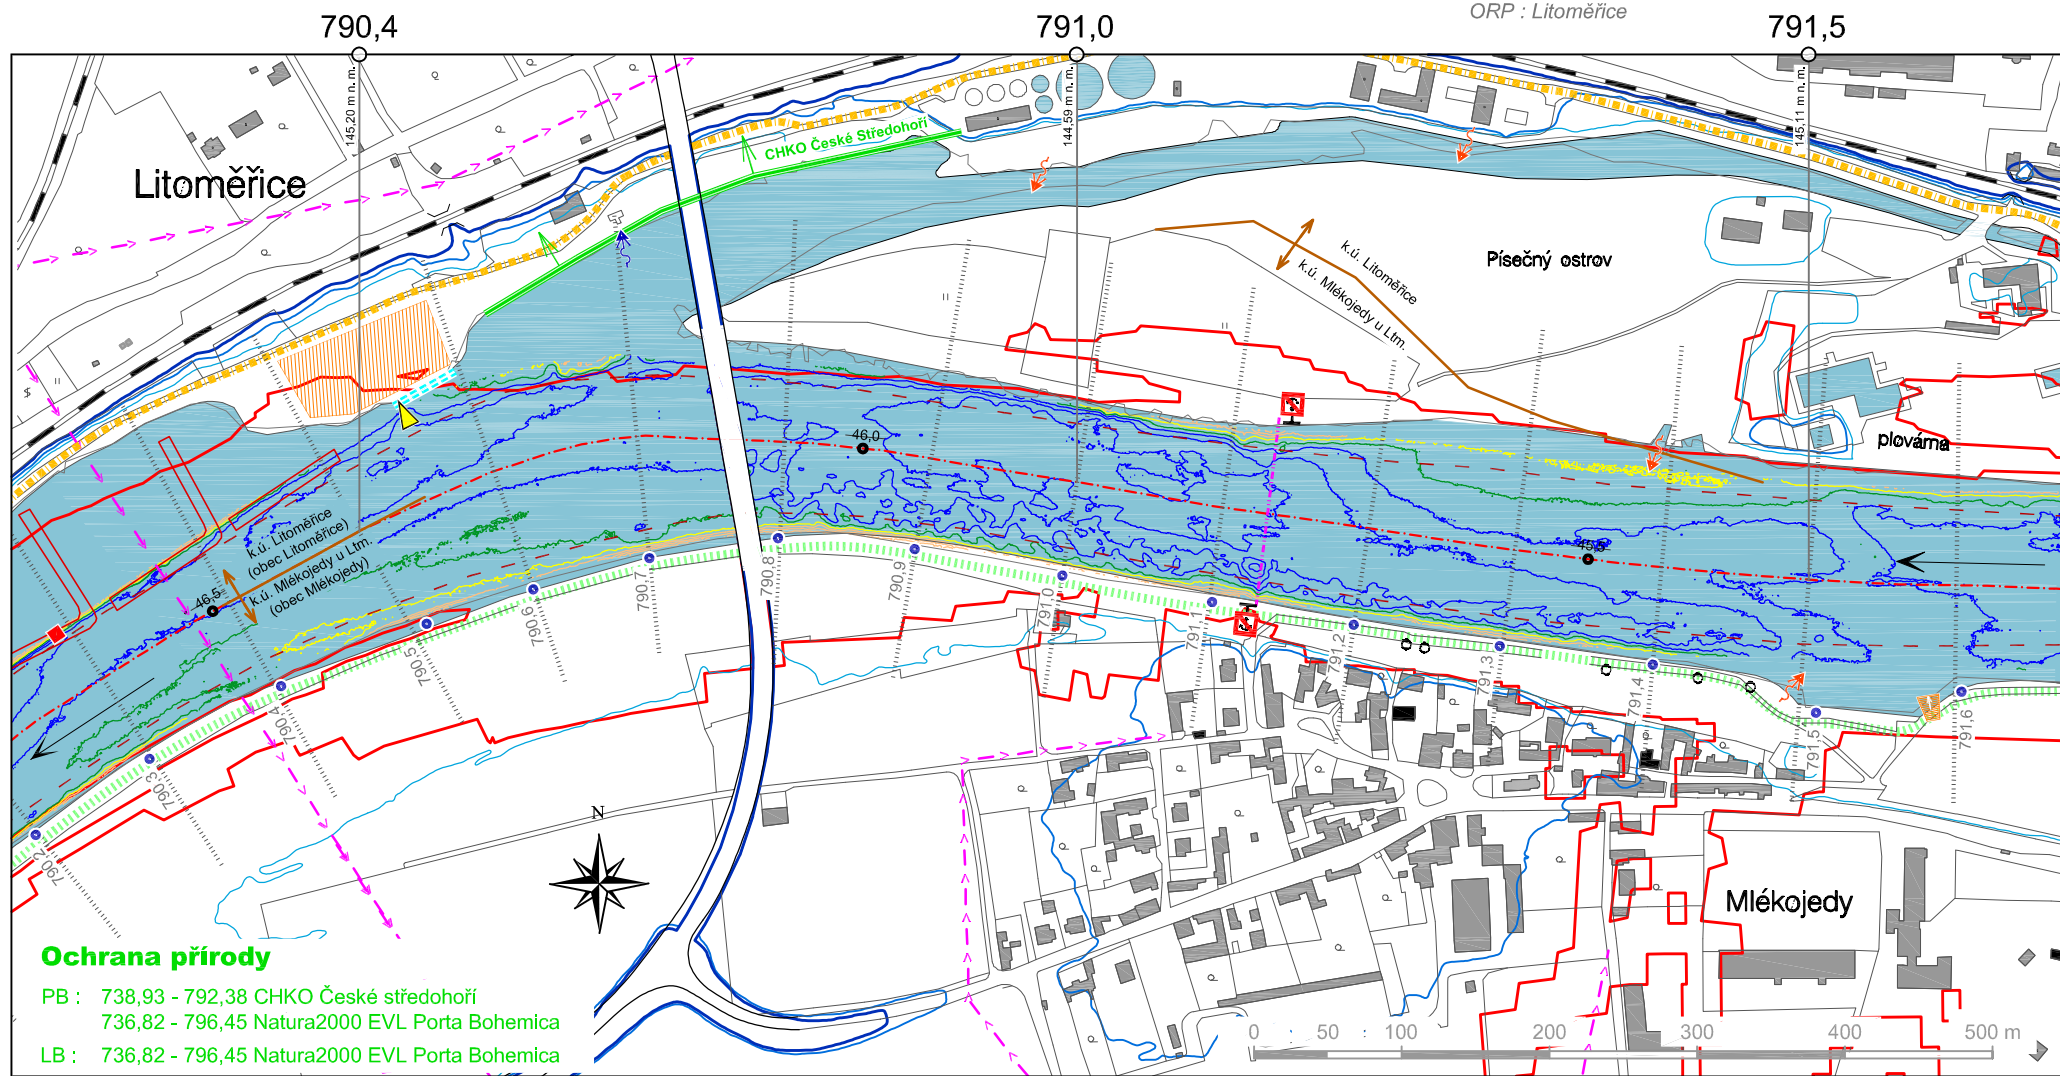 ORP : Litoměřice
790,4
791,0
791,5
145,20 m n. m.
144,59 m n. m.
145,11 m n. m.
CHKO České Středohoří
Litoměřice
k.ú. Litoměřice
k.ú. Mlékojedy u Ltm.
Písečný ostrov
plovárna
46,0
45,5
46,5
k.ú. Litoměřice
(obec Litoměřice)
k.ú. Mlékojedy u Ltm.
(obec Mlékojedy)
790,2
790,3
790,4
790,5
790,6
790,7
790,8
790,9
791,0
791,1
791,2
791,3
791,4
791,5
791,6
N
Mlékojedy
Ochrana přírody
PB : 738,93 - 792,38 CHKO České středohoří
736,82 - 796,45 Natura2000 EVL Porta Bohemica
LB : 736,82 - 796,45 Natura2000 EVL Porta Bohemica
0 50 100 200 300 400 500 m